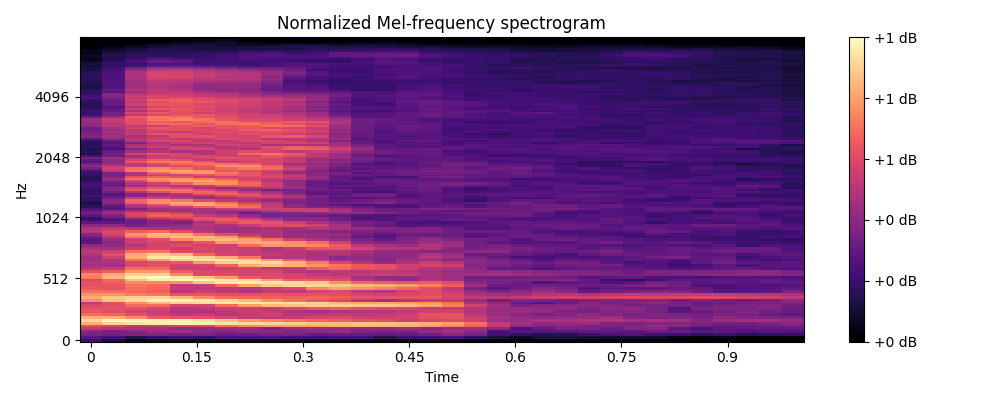 Normalized Mel-frequency spectrogram
Hz
4096
2048
1024
512
0
0 0.15 0.3 0.45 0.6 0.75 0.9
Time
+1 dB
+1 dB
+1 dB
+0 dB
+0 dB
+0 dB